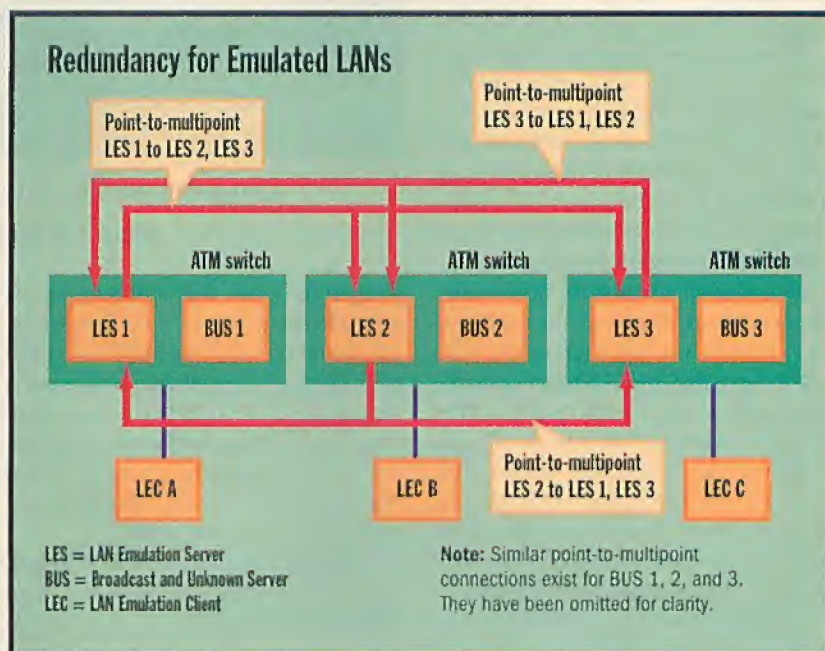 Redundancy for Emulated LANs
Point-to-multipoint
LES 1 to LES 2, LES 3
Point-to-multipoint
LES 3 to LES 1, LES 2
ATM switch
ATM switch
ATM switch
LES 1
BUS 1
LES 2
BUS 2
LES 3
BUS 3
Point-to-multipoint
LES 2 to LES 1, LES 3
LEC A
LEC B
LEC C
LES = LAN Emulation Server
BUS = Broadcast and Unknown Server
LEC = LAN Emulation Client
Note: Similar point-to-multipoint
connections exist for BUS 1, 2, and 3.
They have been omitted for clarity.